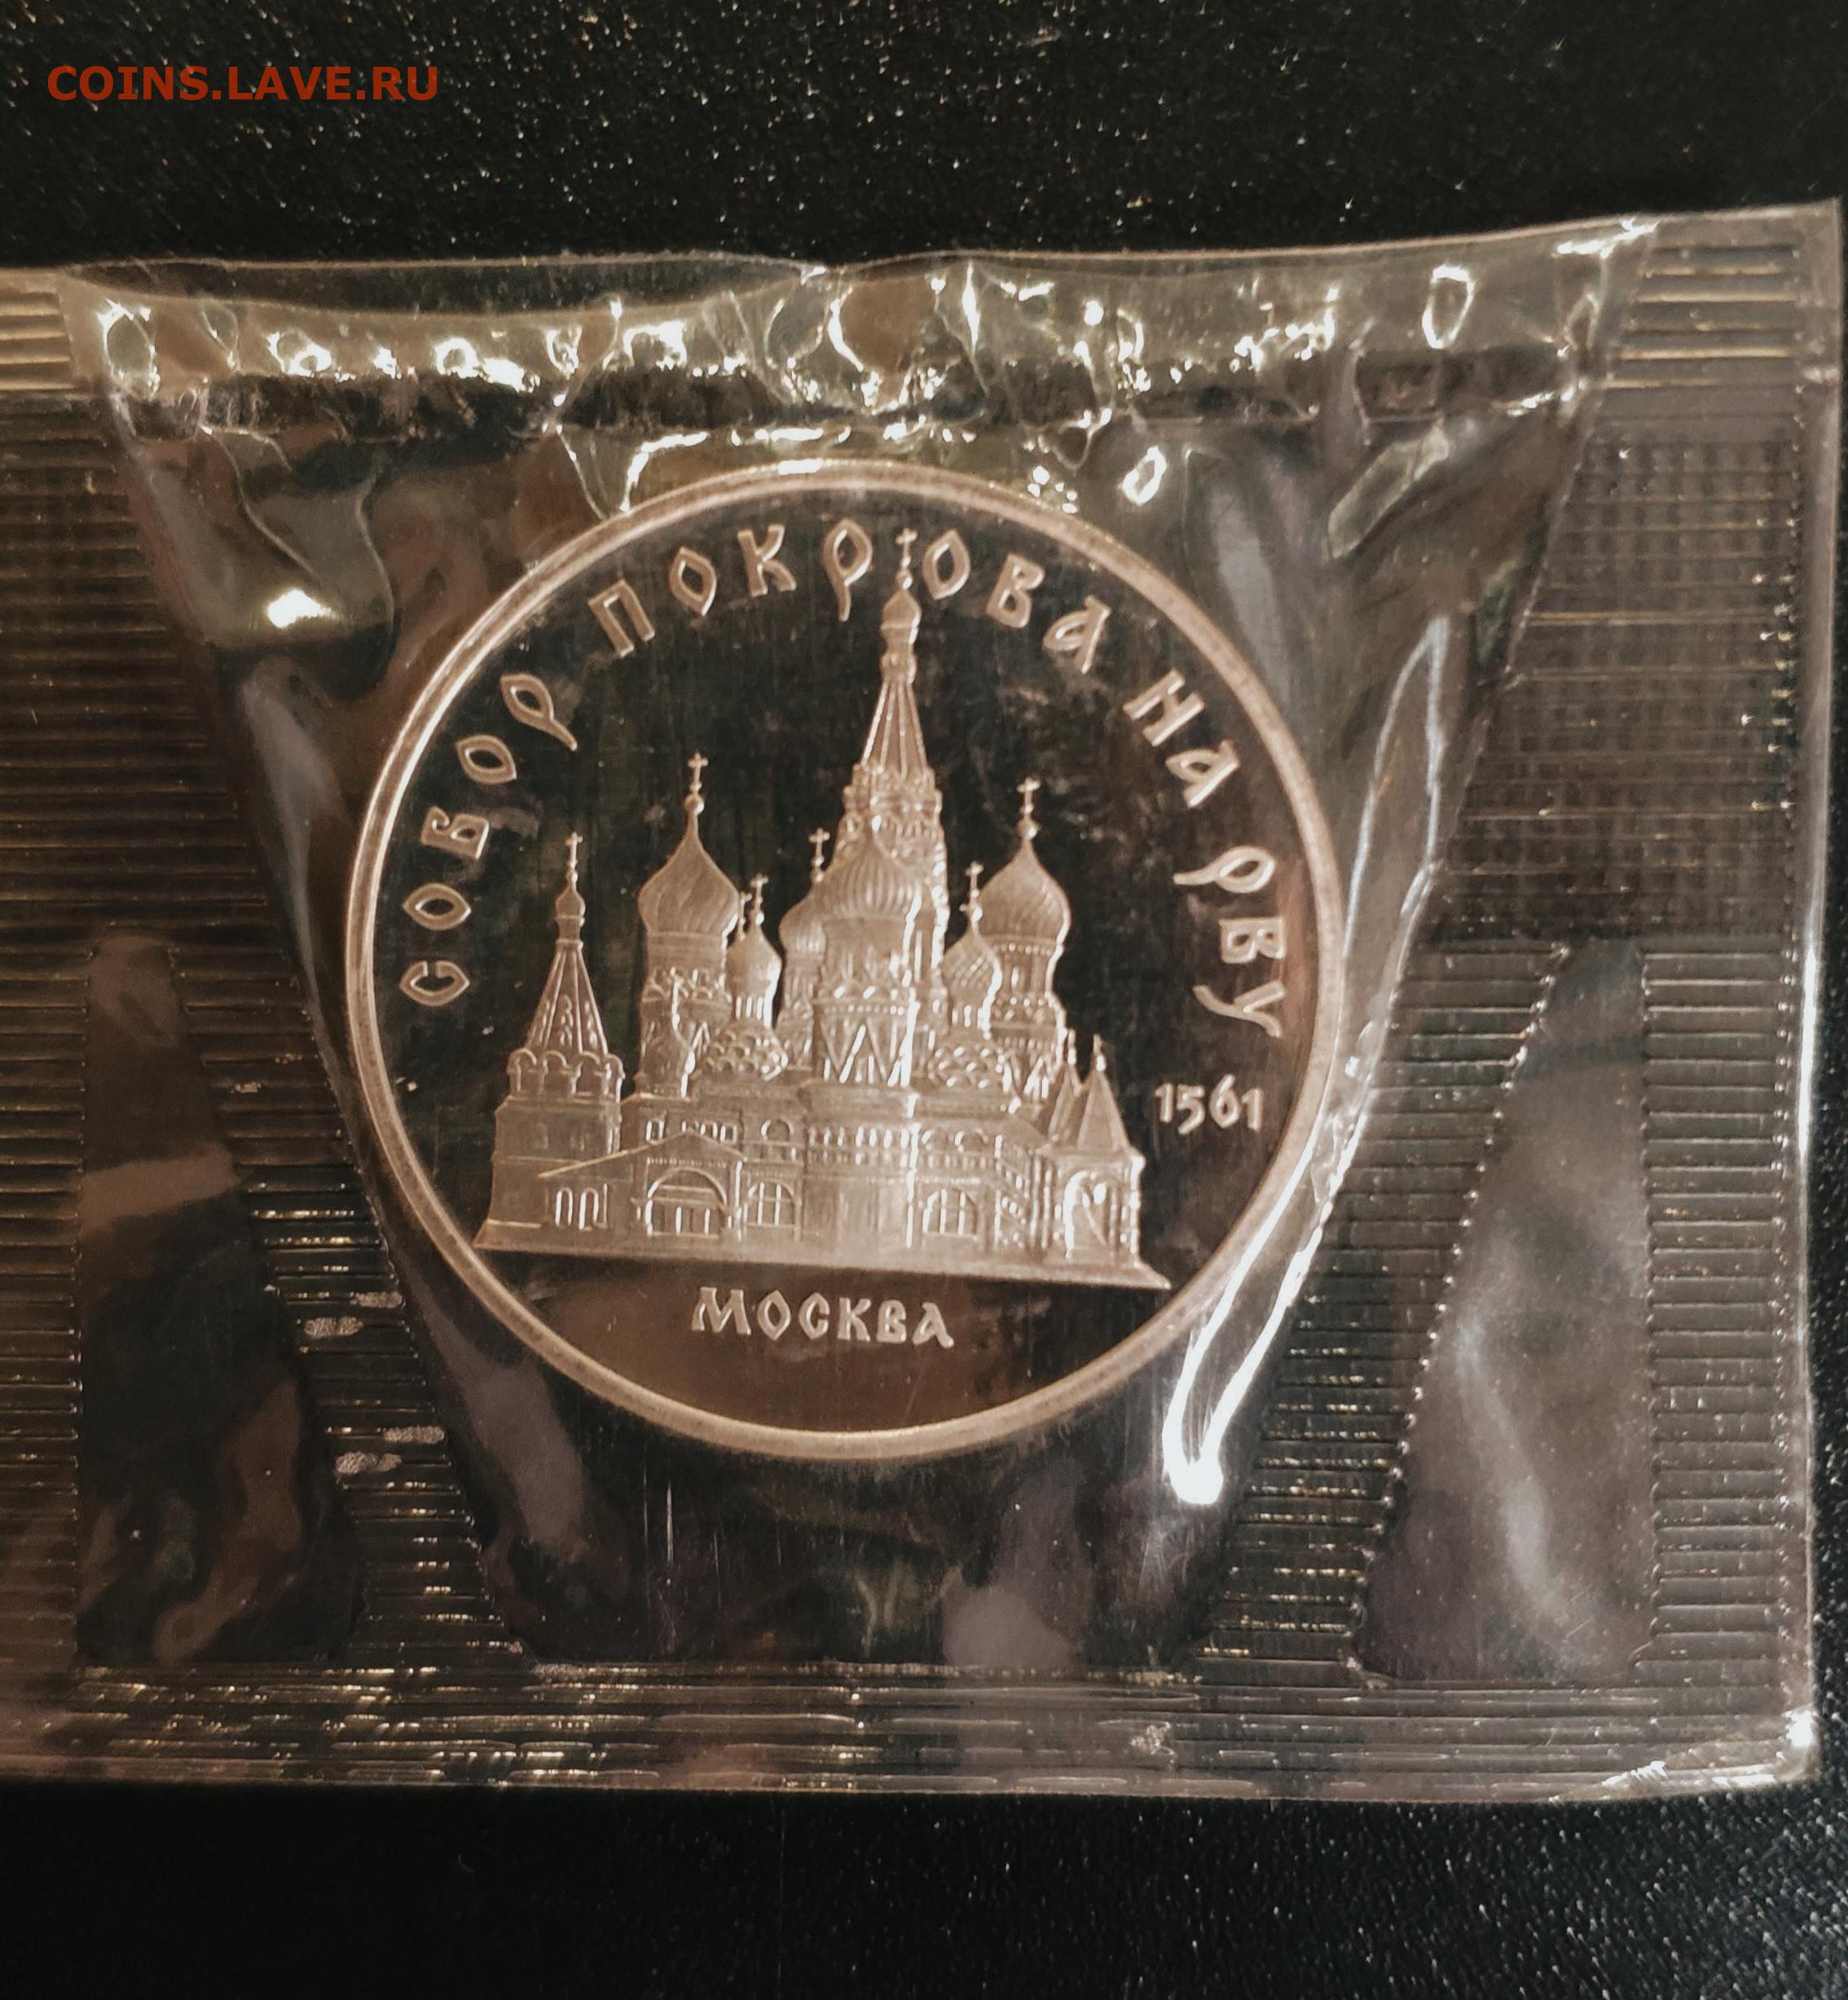 COINS.LAVE.RU
СОБОР ПОКРОВА НА РВУ
1561
МОСКВА